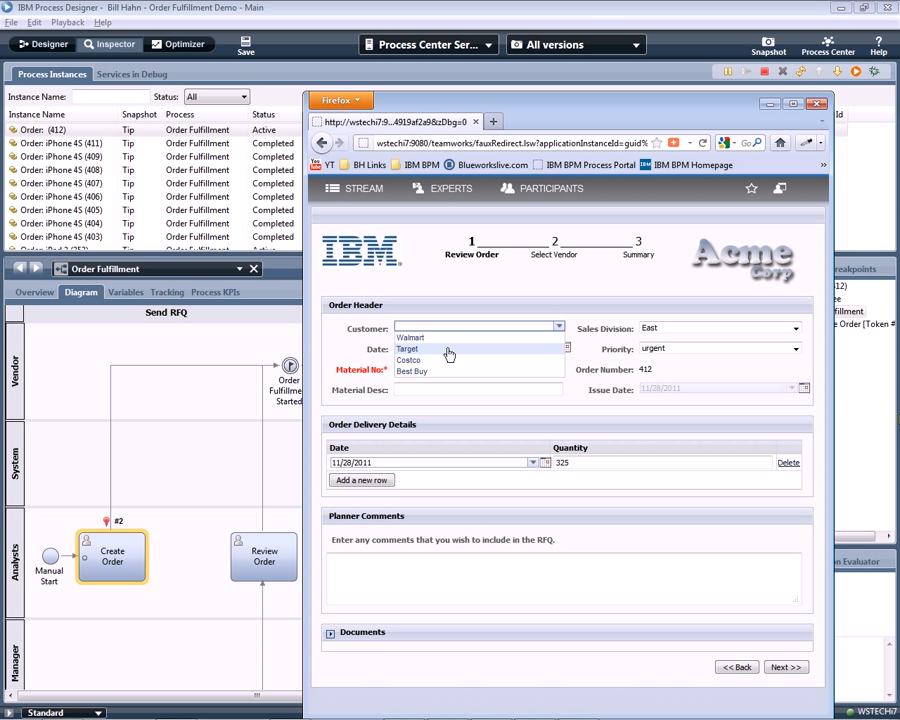 IBM Process Designer - Bill Hahn - Order Fulfillment Demo - Main
File Edit Playback Help
Designer Inspector Optimizer Save Process Center Ser... All versions Snapshot Process Center Help
Process Instances Services in Debug
Instance Name: Status: All
Instance Name Snapshot Process Status Id
Order: (412) Tip Order Fulfillment Active
Order: iPhone 4S (411) Tip Order Fulfillment Completed
Order: iPhone 4S (409) Tip Order Fulfillment Completed
Order: iPhone 4S (408) Tip Order Fulfillment Completed
Order: iPhone 4S (407) Tip Order Fulfillment Completed
Order: iPhone 4S (406) Tip Order Fulfillment Completed
Order: iPhone 4S (405) Tip Order Fulfillment Completed
Order: iPhone 4S (404) Tip Order Fulfillment Completed
Order: iPhone 4S (403) Tip Order Fulfillment Completed
Order Fulfillment
Overview Diagram Variables Tracking Process KPIs
Send RFQ
Vendor
Order
Fulfillme
Started
System
Analysts
Manual
Start
#2
Create
Order
Review
Order
Manager
Standard
Firefox
http://wstechi7:9...4919af2a9&zDbg=0
wstechi7:9080/teamworks/fauxRedirect.lsw?applicationInstanceId=guid%
Go
YT BH Links IBM BPM Blueworkslive.com IBM BPM Process Portal IBM BPM Homepage
STREAM EXPERTS PARTICIPANTS
IBM
1 2 3
Review Order Select Vendor Summary
Acme
Corp
Order Header
Customer: Sales Division: East
Walmart
Target
Costco
Best Buy
Date: Priority: urgent
Material No:* Order Number: 412
Material Desc: Issue Date: 11/28/2011
Order Delivery Details
Date Quantity
11/28/2011 325 Delete
Add a new row
Planner Comments
Enter any comments that you wish to include in the RFQ.
Documents
<< Back Next >>
reakpoints
12)
ee
fillment
e Order [Token #
n Evaluator
WSTECHi7